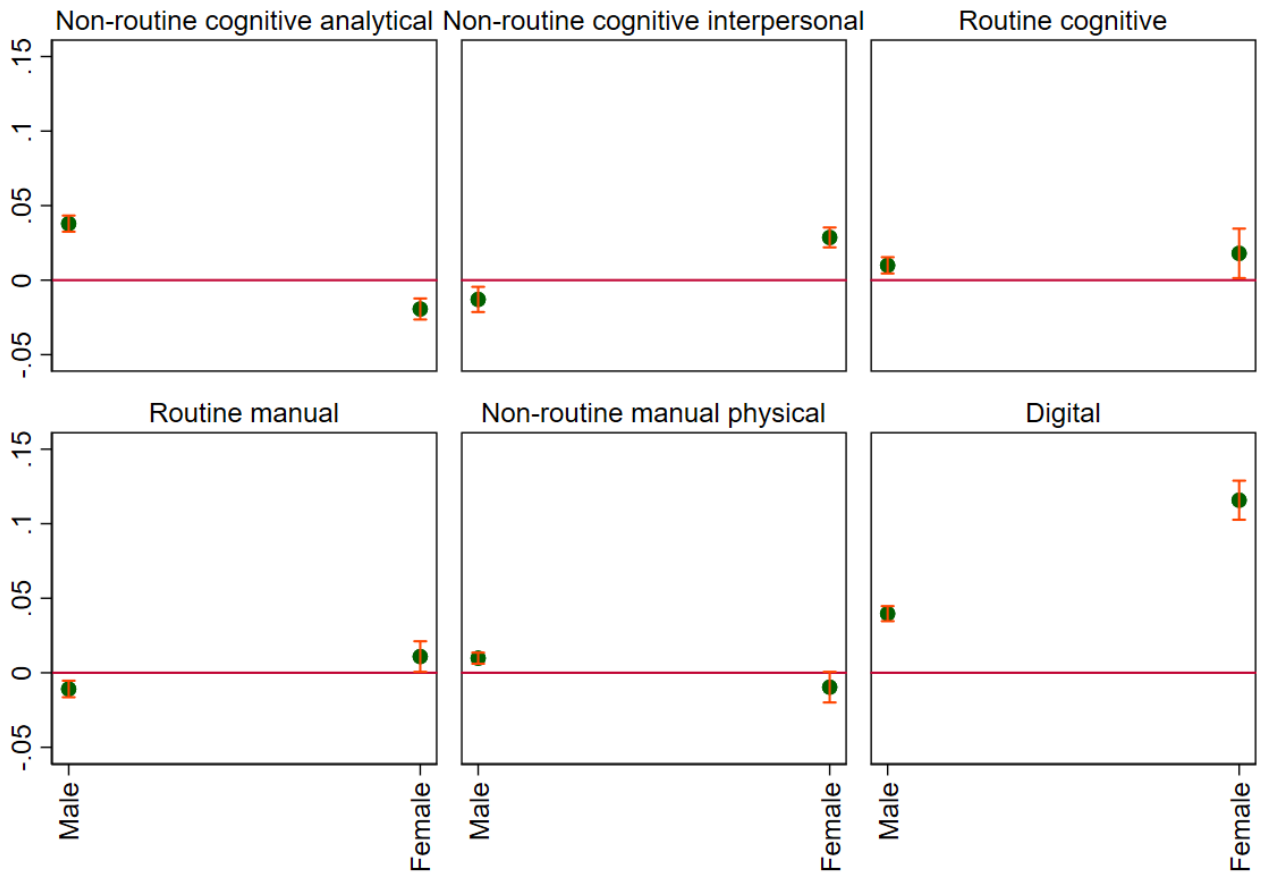 Non-routine cognitive analytical
Non-routine cognitive interpersonal
Routine cognitive
.15
.1
.05
0
-.05
Routine manual
Non-routine manual physical
Digital
.15
.1
.05
0
-.05
Male
Female
Male
Female
Male
Female